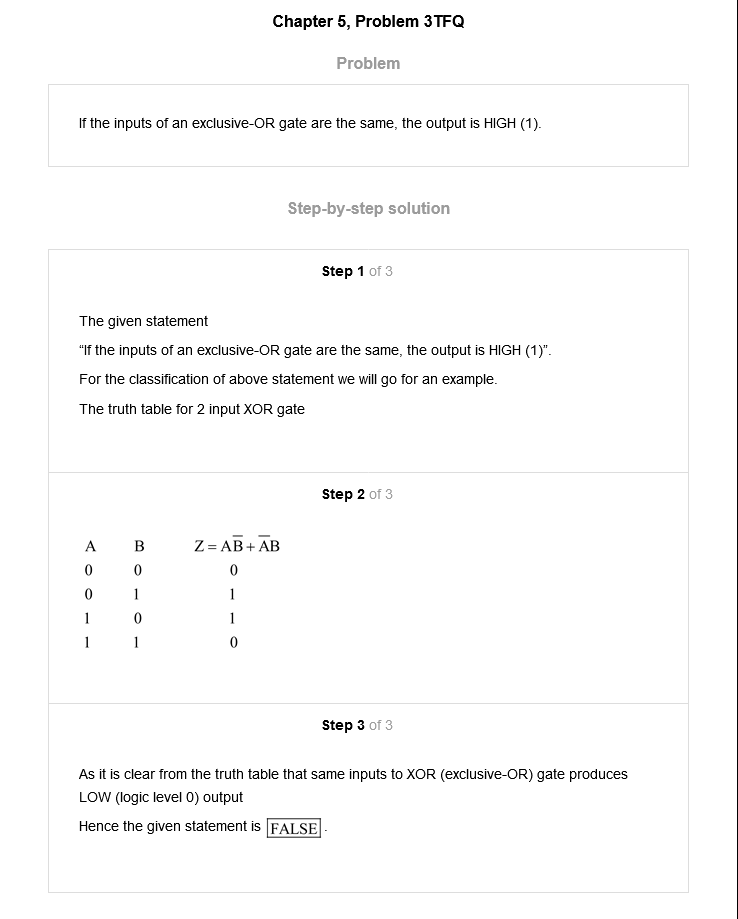 Chapter 5, Problem 3TFQ
Problem
If the inputs of an exclusive-OR gate are the same, the output is HIGH (1).
Step-by-step solution
Step 1 of 3
The given statement
“If the inputs of an exclusive-OR gate are the same, the output is HIGH (1)”.
For the classification of above statement we will go for an example.
The truth table for 2 input XOR gate
Step 2 of 3
A B Z = AB̅ + A̅B
0 0 0
0 1 1
1 0 1
1 1 0
Step 3 of 3
As it is clear from the truth table that same inputs to XOR (exclusive-OR) gate produces
LOW (logic level 0) output
Hence the given statement is FALSE .